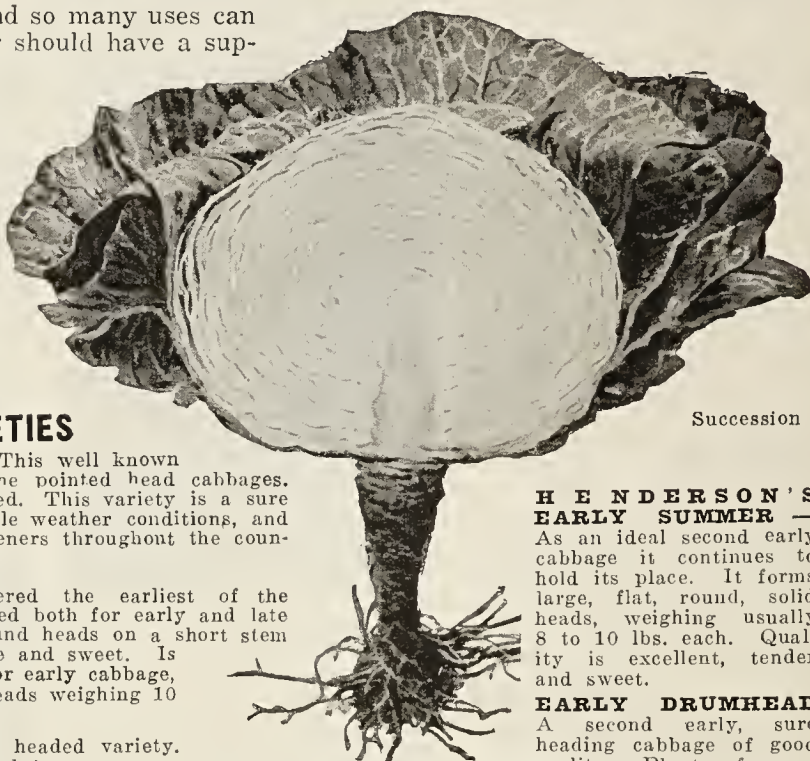 nd so many uses can
should have a sup-
ETIES
This well known
he pointed head cabbages.
ed. This variety is a sure
le weather conditions, and
eners throughout the coun-
ered the earliest of the
ed both for early and late
und heads on a short stem
e and sweet. Is
or early cabbage,
eads weighing 10
headed variety.
Succession
HENDERSON'S
EARLY SUMMER —
As an ideal second early
cabbage it continues to
hold its place. It forms
large, flat, round, solid
heads, weighing usually
8 to 10 lbs. each. Qual-
ity is excellent, tender
and sweet.
EARLY DRUMHEAD
A second early, sure
heading cabbage of good